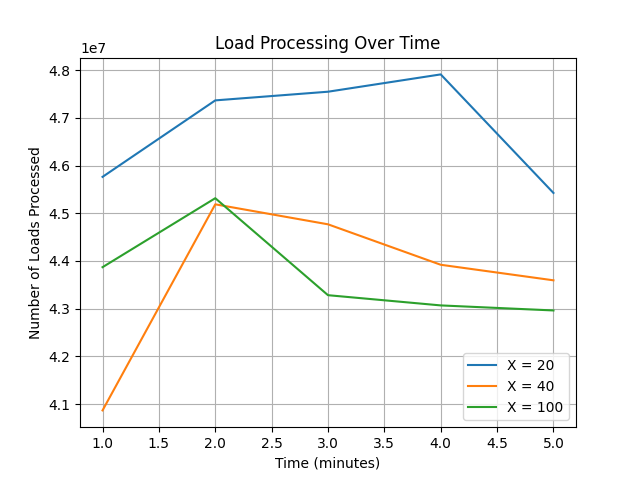 Load Processing Over Time
1e7
4.8
4.7
4.6
4.5
4.4
4.3
4.2
4.1
Number of Loads Processed
X = 20
X = 40
X = 100
1.0 1.5 2.0 2.5 3.0 3.5 4.0 4.5 5.0
Time (minutes)